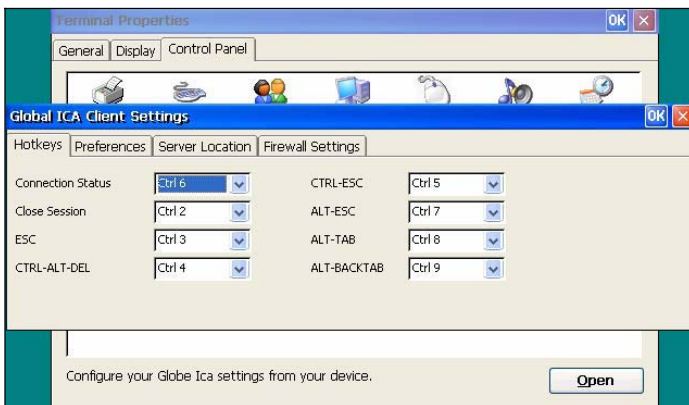 Terminal Properties OK
General Display Control Panel
Global ICA Client Settings OK
Hotkeys Preferences Server Location Firewall Settings
Connection Status Ctrl 6 CTRL-ESC Ctrl 5
Close Session Ctrl 2 ALT-ESC Ctrl 7
ESC Ctrl 3 ALT-TAB Ctrl 8
CTRL-ALT-DEL Ctrl 4 ALT-BACKTAB Ctrl 9
Configure your Globe Ica settings from your device. Open